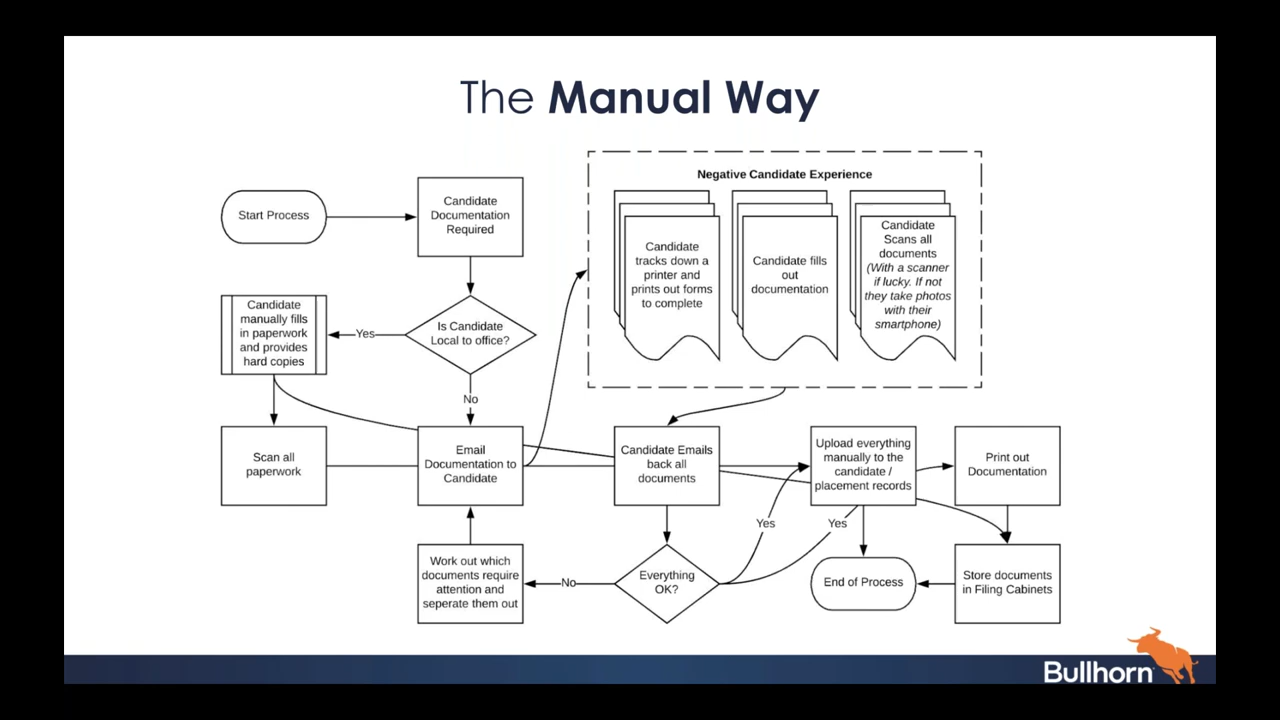 The Manual Way
Negative Candidate Experience
Start Process
Candidate
Documentation
Required
Candidate
tracks down a
printer and
prints out forms
to complete
Candidate fills
out
documentation
Candidate
Scans all
documents
(With a scanner
if lucky. If not
they take photos
with their
smartphone)
Candidate
manually fills
in paperwork
and provides
hard copies
Yes
Is Candidate
Local to office?
No
Scan all
paperwork
Email
Documentation to
Candidate
Candidate Emails
back all
documents
Upload everything
manually to the
candidate /
placement records
Print out
Documentation
Yes
Yes
Work out which
documents require
attention and
seperate them out
No
Everything
OK?
End of Process
Store documents
in Filing Cabinets
Bullhorn